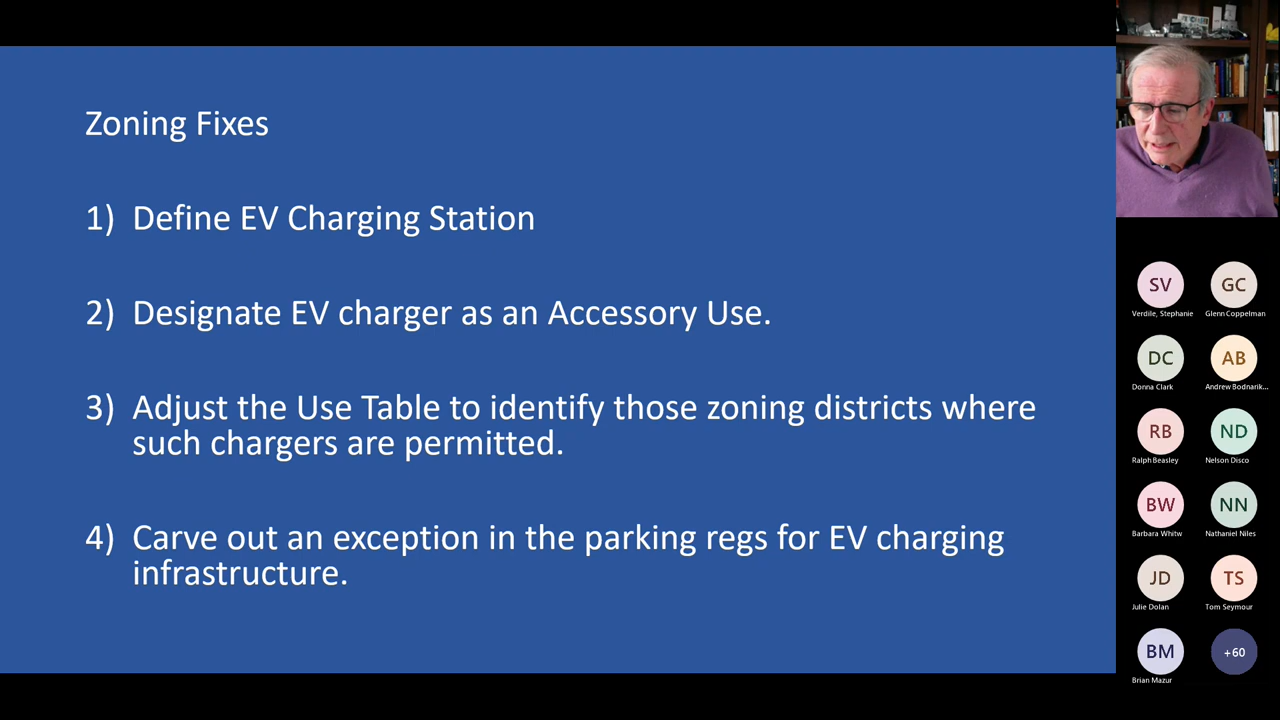 Zoning Fixes
1) Define EV Charging Station
2) Designate EV charger as an Accessory Use.
3) Adjust the Use Table to identify those zoning districts where
such chargers are permitted.
4) Carve out an exception in the parking regs for EV charging
infrastructure.
SV
Verdile, Stephanie
GC
Glenn Coppelman
DC
Donna Clark
AB
Andrew Bodnarik...
RB
Ralph Beasley
ND
Nelson Disco
BW
Barbara Whitw
NN
Nathaniel Niles
JD
Julie Dolan
TS
Tom Seymour
BM
Brian Mazur
+60